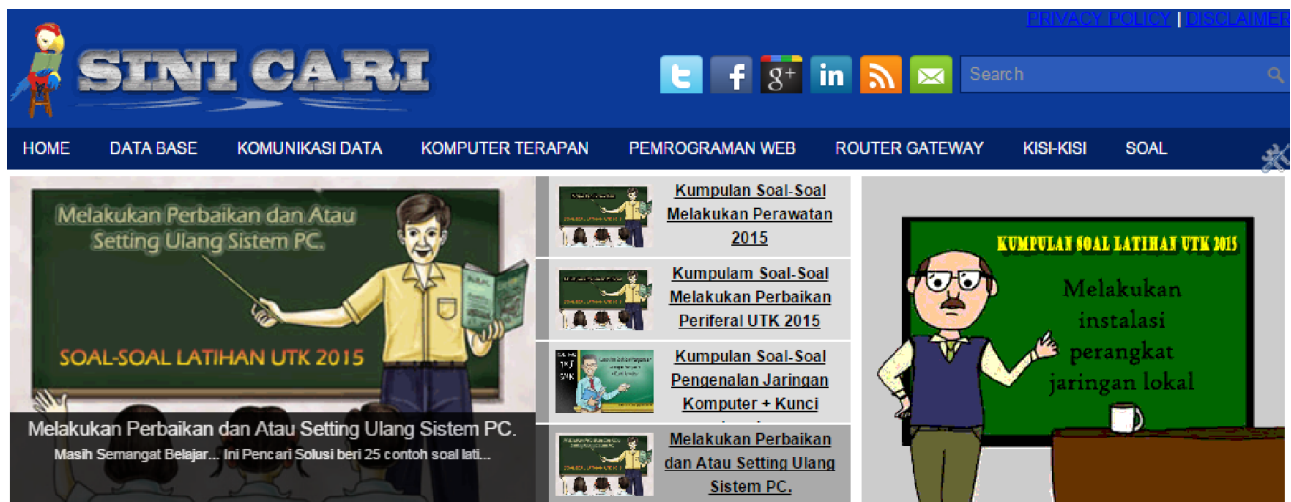 PRIVACY POLICY | DISCLAIMER
SINI CARI
Search
HOME DATA BASE KOMUNIKASI DATA KOMPUTER TERAPAN PEMROGRAMAN WEB ROUTER GATEWAY KISI-KISI SOAL
Melakukan Perbaikan dan Atau
Setting Ulang Sistem PC.
SOAL-SOAL LATIHAN UTK 2015
Melakukan Perbaikan dan Atau Setting Ulang Sistem PC.
Masih Semangat Belajar... Ini Pencari Solusi beri 25 contoh soal lati...
Kumpulan Soal-Soal
Melakukan Perawatan
2015
Kumpulam Soal-Soal
Melakukan Perbaikan
Periferal UTK 2015
Kumpulan Soal-Soal
Pengenalan Jaringan
Komputer + Kunci
Melakukan Perbaikan
dan Atau Setting Ulang
Sistem PC.
KUMPULAN SOAL LATIHAN UTK 2015
Melakukan
instalasi
perangkat
jaringan lokal